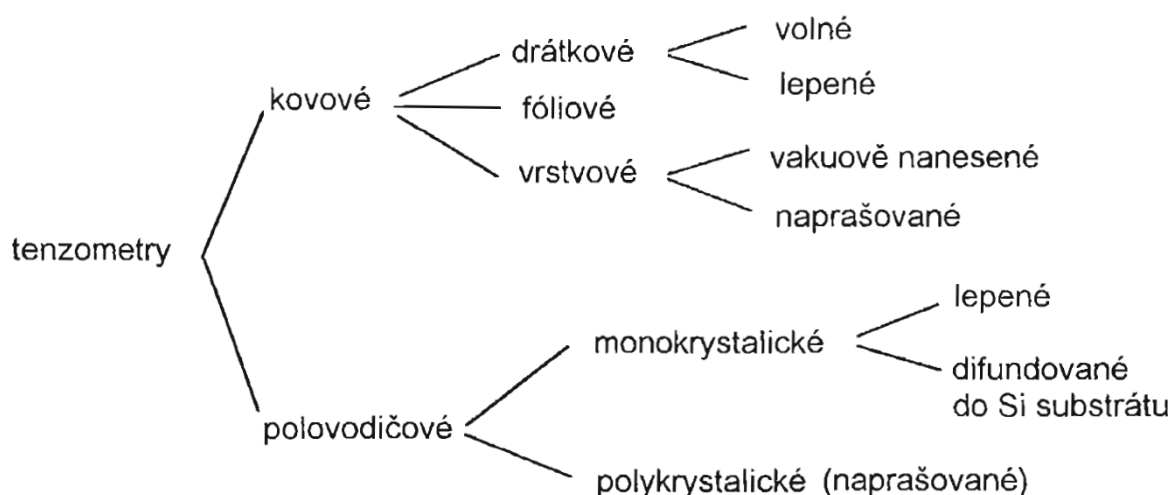 volné
drátkové
lepené
kovové
fóliové
vakuově nanesené
vrstvové
naprašované
tenzometry
lepené
monokrystalické
difundované
do Si substrátu
polovodičové
polykrystalické (naprašované)